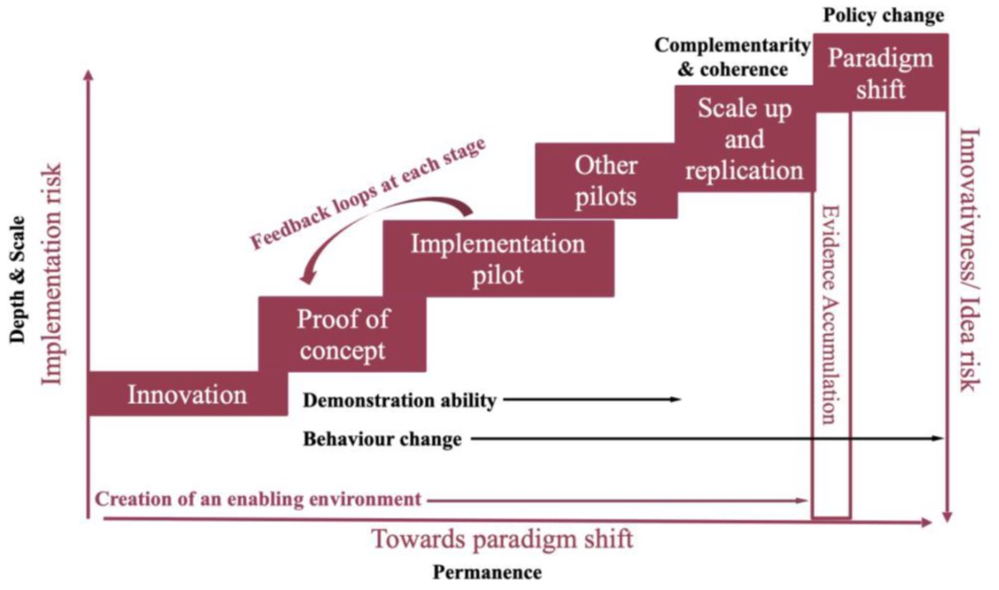 Policy change
Complementarity
& coherence
Paradigm
shift
Scale up
and
replication
Other
pilots
Feedback loops at each stage
Implementation
pilot
Proof of
concept
Innovation
Depth & Scale
Implementation risk
Innovativness/ Idea risk
Evidence Accumulation
Demonstration ability
Behaviour change
Creation of an enabling environment
Towards paradigm shift
Permanence